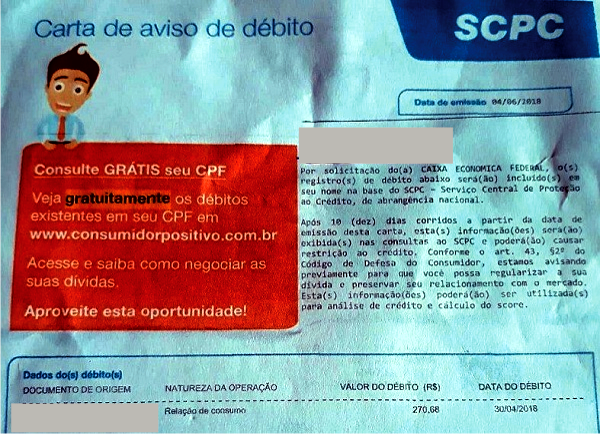 Carta de aviso de débito
SCPC
Data de emissão 04/06/2018
Consulte GRÁTIS seu CPF
Veja gratuitamente os débitos
existentes em seu CPF em
www.consumidorpositivo.com.br
Acesse e saiba como negociar as
suas dívidas.
Aproveite esta oportunidade!
Por solicitação do(a) CAIXA ECONOMICA FEDERAL, o(s)
registro(s) de débito abaixo será(ão) incluído(s) em
seu nome na base do SCPC - Serviço Central de Proteção
ao Crédito, de abrangência nacional.
Após 10 (dez) dias corridos a partir da data de
emissão desta carta, esta(s) informação(ões) será(ão)
exibida(s) nas consultas ao SCPC e poderá(ão) causar
restrição ao crédito. Conforme o art. 43, §2º do
Código de Defesa do Consumidor, estamos avisando
previamente para que você possa regularizar a sua
dívida e preservar seu relacionamento com o mercado.
Esta(s) informação(ões) poderá(ão) ser utilizada(s)
para análise de crédito e cálculo do score.
Dados do(s) débito(s)
DOCUMENTO DE ORIGEM NATUREZA DA OPERAÇÃO VALOR DO DÉBITO (R$) DATA DO DÉBITO
Relação de consumo 270,68 30/04/2018